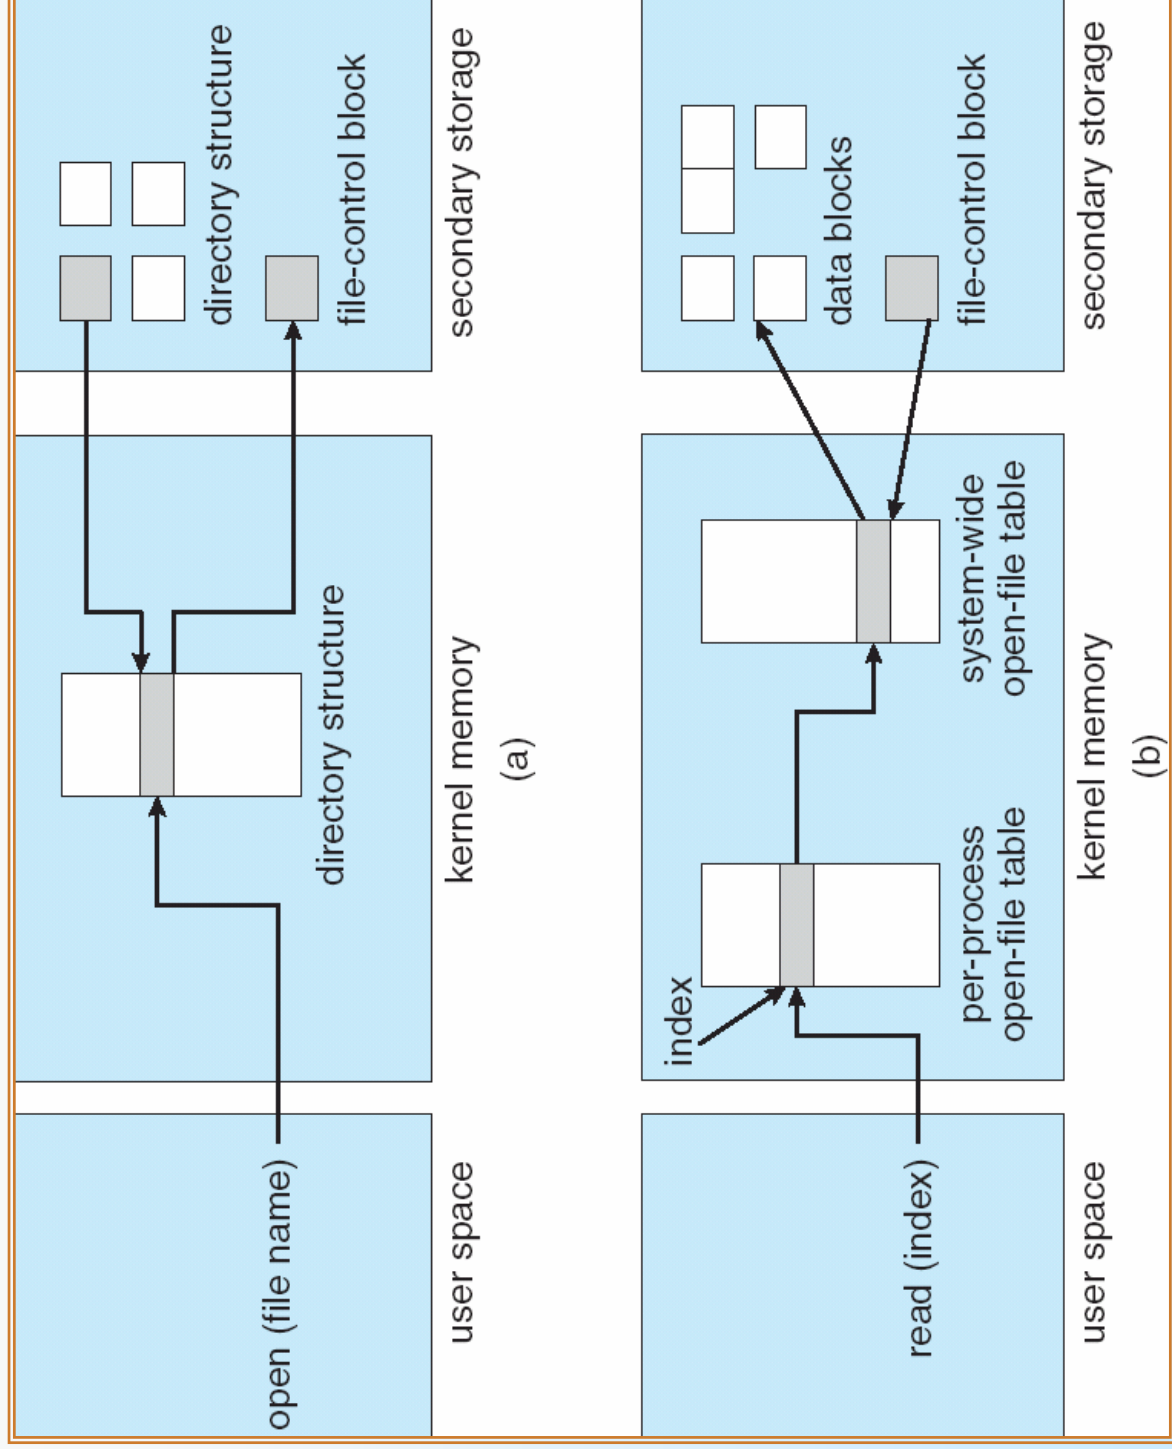 open (file name)
directory structure
directory structure
file-control block
user space
kernel memory
secondary storage
(a)
index
read (index)
per-process
open-file table
system-wide
open-file table
data blocks
file-control block
user space
kernel memory
secondary storage
(b)